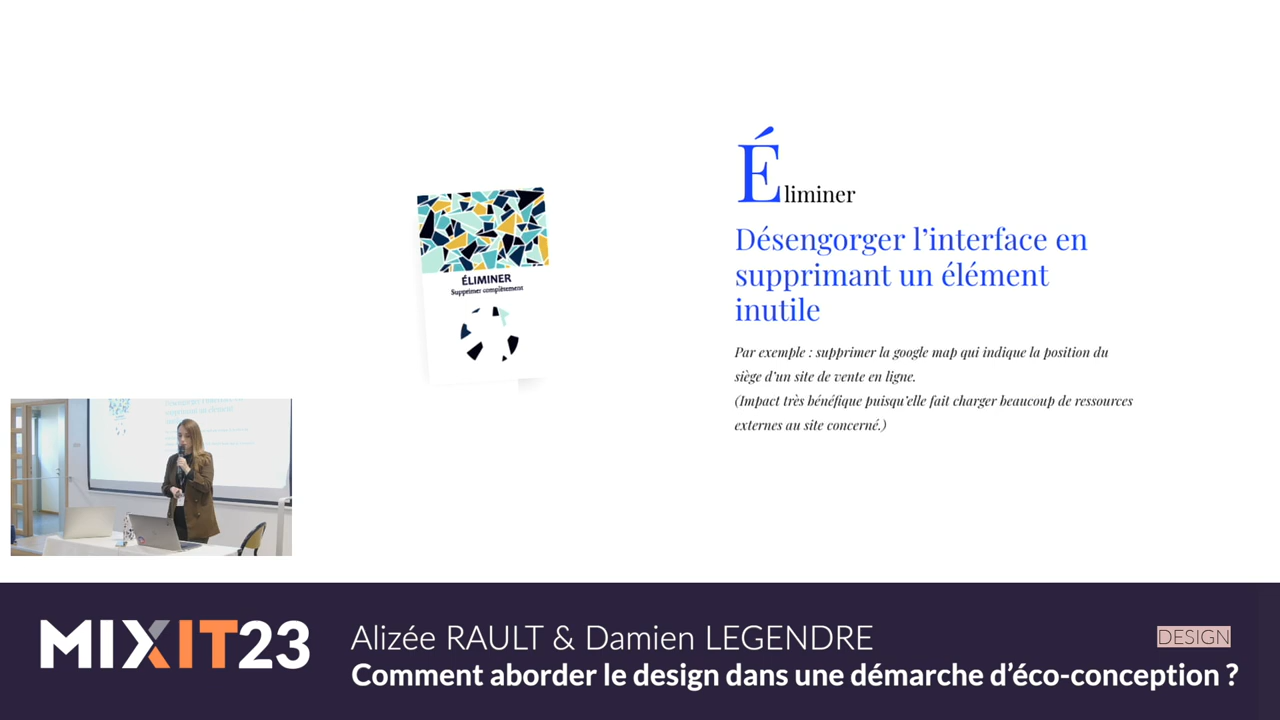 Éliminer
Désengorger l’interface en
supprimant un élément
inutile
Par exemple : supprimer la google map qui indique la position du
siège d’un site de vente en ligne.
(Impact très bénéfique puisqu’elle fait charger beaucoup de ressources
externes au site concerné.)
ÉLIMINER
Supprimer complètement
MIXIT23
Alizée RAULT & Damien LEGENDRE
DESIGN
Comment aborder le design dans une démarche d’éco-conception ?